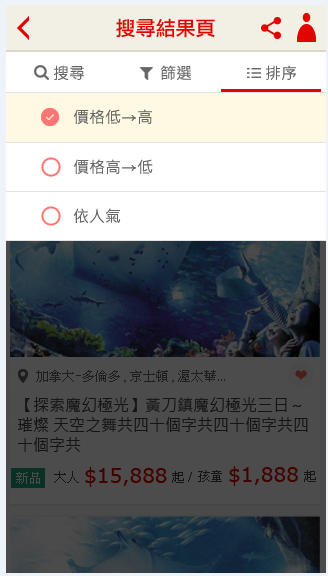 搜尋結果頁
搜尋 篩選 排序
價格低→高
價格高→低
依人氣
加拿大-多倫多，京士頓，渥太華...
【探索魔幻極光】黃刀鎮魔幻極光三日～
璀燦 天空之舞共四十個字共四十個字共四
十個字共
新品 大人 $15,888 起 / 孩童 $1,888 起